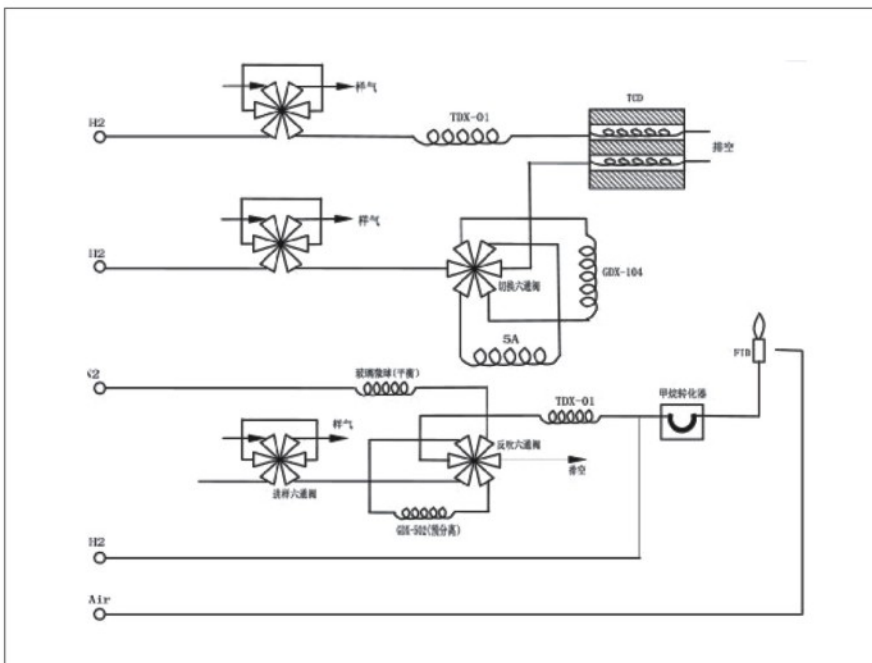 样气
TCD
H2
TDX-01
排空
样气
H2
GDX-104
切换六通阀
5A
FID
玻璃微球(平衡)
甲烷转化器
TDX-01
样气
反吹六通阀
排空
进样六通阀
GDX-502(预分离)
H2
Air